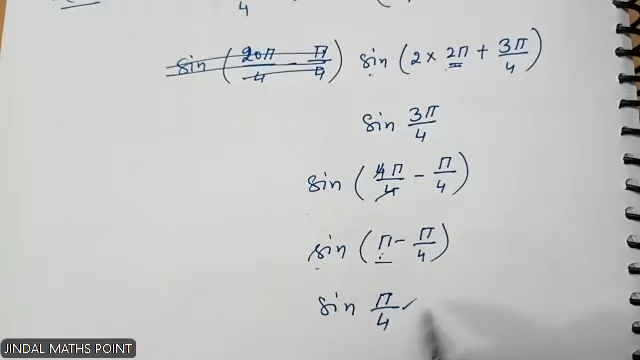 4
sin (20π/4 - π/4) sin (2 × 2π + 3π/4)
sin 3π/4
sin (4π/4 - π/4)
sin (π - π/4)
sin π/4 ✓
JINDAL MATHS POINT